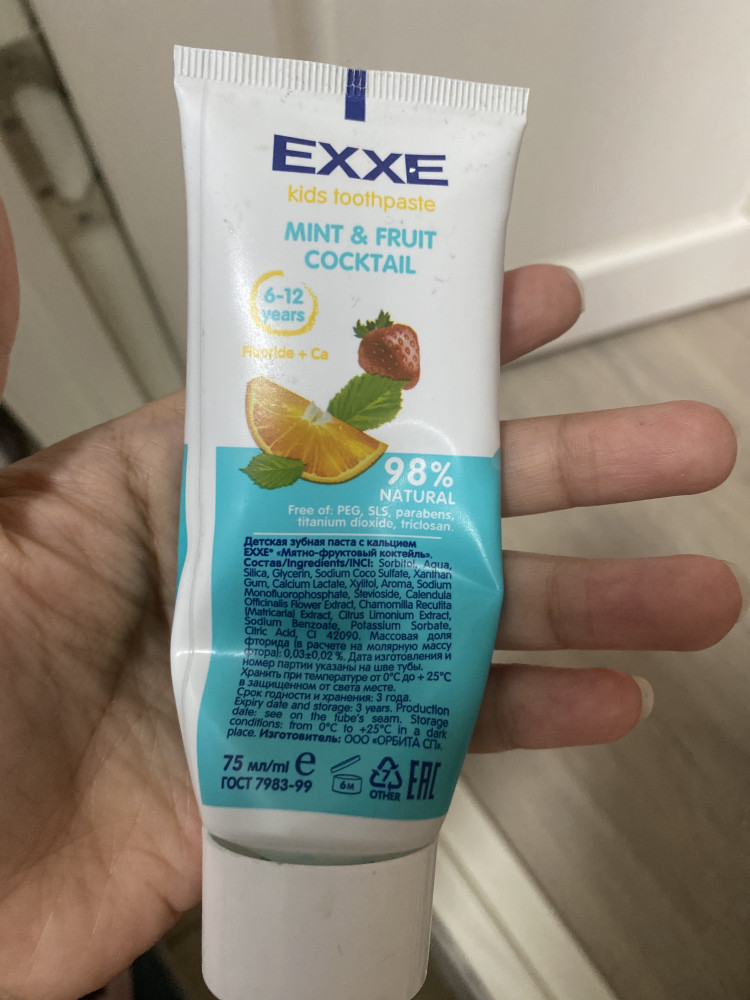 EXXE
kids toothpaste
MINT & FRUIT
COCKTAIL
6-12
years
Fluoride + Ca
98%
NATURAL
Free of: PEG, SLS, parabens,
titanium dioxide, triclosan.
Детская зубная паста с кальцием
EXXE® «Мятно-фруктовый коктейль».
Состав/Ingredients/INCI: Sorbitol, Aqua,
Silica, Glycerin, Sodium Coco Sulfate, Xanthan
Gum, Calcium Lactate, Xylitol, Aroma, Sodium
Monofluorophosphate, Stevioside, Calendula
Officinalis Flower Extract, Chamomilla Recutita
(Matricaria) Extract, Citrus Limonium Extract,
Sodium Benzoate, Potassium Sorbate,
Citric Acid, CI 42090. Массовая доля
фторида (в расчете на молярную массу
фтора): 0,03±0,02 %. Дата изготовления и
номер партии указаны на шве тубы.
Хранить при температуре от 0°C до + 25°C
в защищенном от света месте.
Срок годности и хранения: 3 года.
Expiry date and storage: 3 years. Production
date: see on the tube's seam. Storage
conditions: from 0°C to +25°C in a dark
place. Изготовитель: ООО «ОРБИТА СП».
75 мл/ml e
ГОСТ 7983-99
6M
7
OTHER
EAC